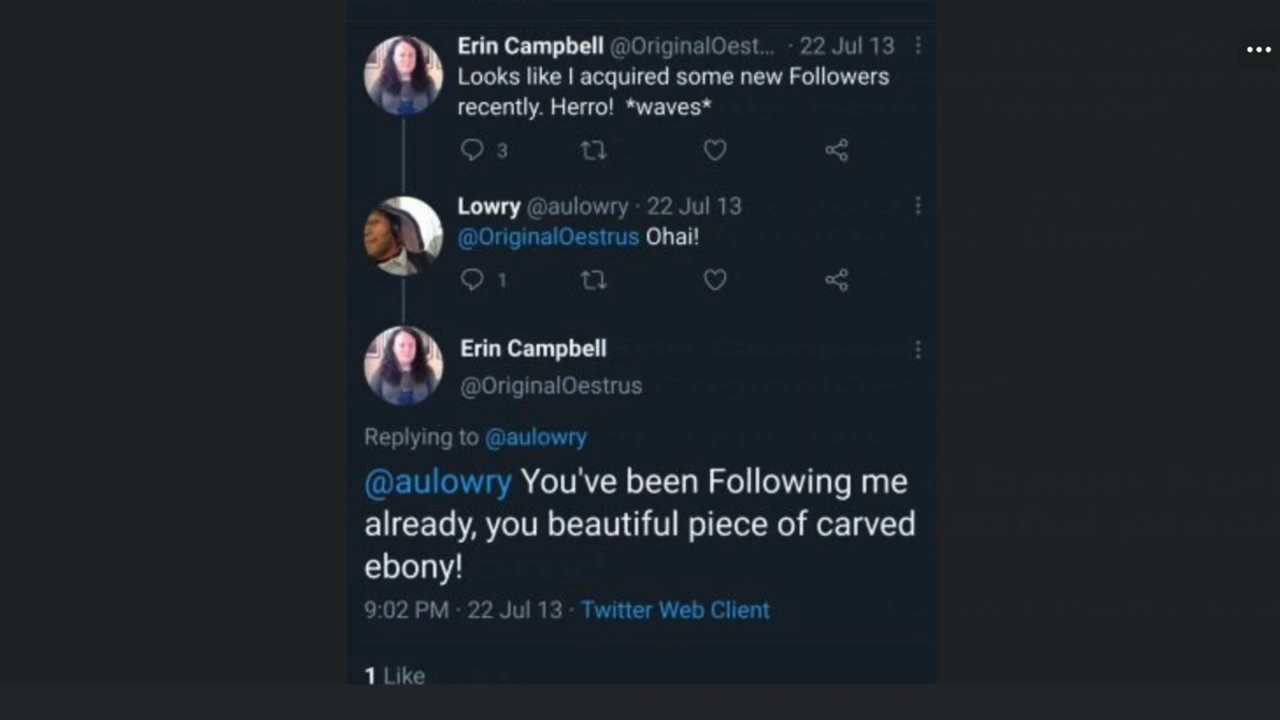 Erin Campbell @OriginalOest... · 22 Jul 13
Looks like I acquired some new Followers
recently. Herro! *waves*
3
Lowry @aulowry · 22 Jul 13
@OriginalOestrus Ohai!
1
Erin Campbell
@OriginalOestrus
Replying to @aulowry
@aulowry You've been Following me
already, you beautiful piece of carved
ebony!
9:02 PM · 22 Jul 13 · Twitter Web Client
1 Like